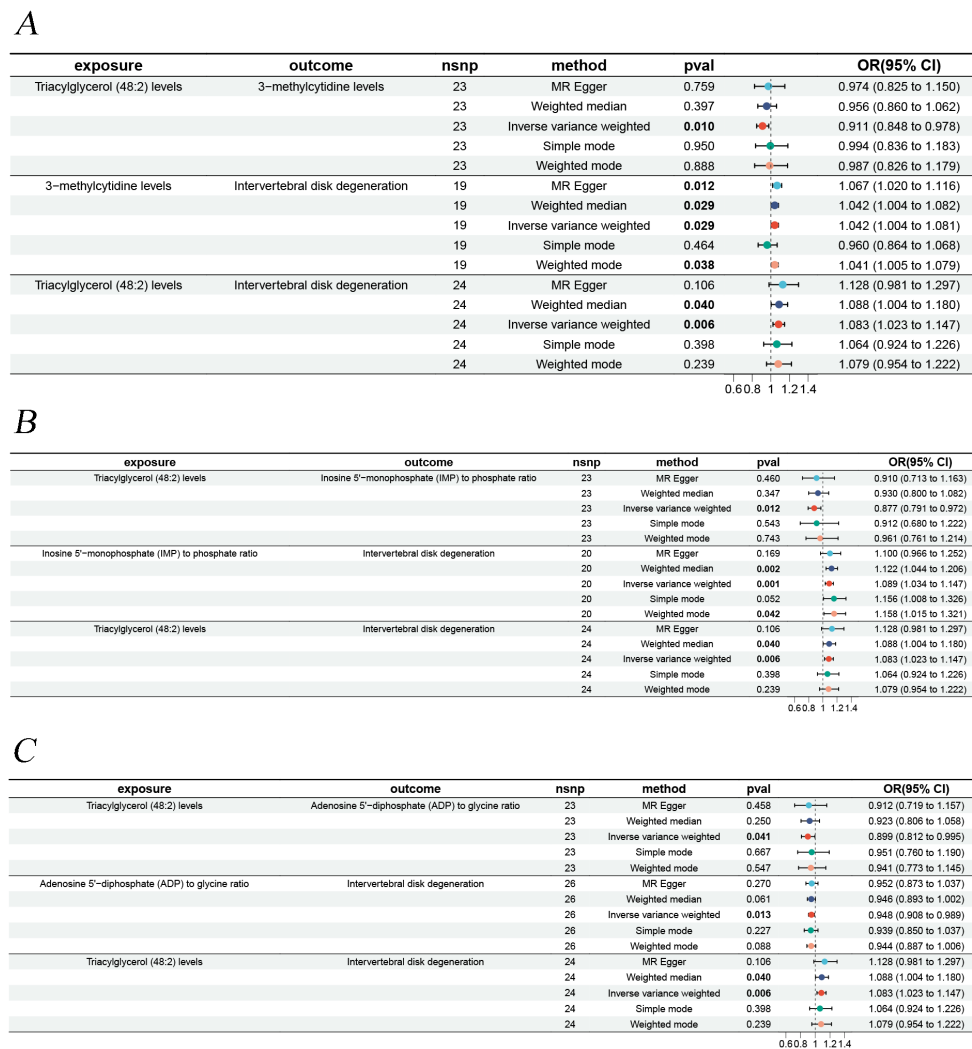 A
exposure outcome nsnp method pval OR(95% CI)
Triacylglycerol (48:2) levels 3-methylcytidine levels 23 MR Egger 0.759 0.974 (0.825 to 1.150)
23 Weighted median 0.397 0.956 (0.860 to 1.062)
23 Inverse variance weighted 0.010 0.911 (0.848 to 0.978)
23 Simple mode 0.950 0.994 (0.836 to 1.183)
23 Weighted mode 0.888 0.987 (0.826 to 1.179)
3-methylcytidine levels Intervertebral disk degeneration 19 MR Egger 0.012 1.067 (1.020 to 1.116)
19 Weighted median 0.029 1.042 (1.004 to 1.082)
19 Inverse variance weighted 0.029 1.042 (1.004 to 1.081)
19 Simple mode 0.464 0.960 (0.864 to 1.068)
19 Weighted mode 0.038 1.041 (1.005 to 1.079)
Triacylglycerol (48:2) levels Intervertebral disk degeneration 24 MR Egger 0.106 1.128 (0.981 to 1.297)
24 Weighted median 0.040 1.088 (1.004 to 1.180)
24 Inverse variance weighted 0.006 1.083 (1.023 to 1.147)
24 Simple mode 0.398 1.064 (0.924 to 1.226)
24 Weighted mode 0.239 1.079 (0.954 to 1.222)
0.6 0.8 1 1.2 1.4
B
exposure outcome nsnp method pval OR(95% CI)
Triacylglycerol (48:2) levels Inosine 5'−monophosphate (IMP) to phosphate ratio 23 MR Egger 0.460 0.910 (0.713 to 1.163)
23 Weighted median 0.347 0.930 (0.800 to 1.082)
23 Inverse variance weighted 0.012 0.877 (0.791 to 0.972)
23 Simple mode 0.543 0.912 (0.680 to 1.222)
23 Weighted mode 0.743 0.961 (0.761 to 1.214)
Inosine 5'−monophosphate (IMP) to phosphate ratio Intervertebral disk degeneration 20 MR Egger 0.169 1.100 (0.966 to 1.252)
20 Weighted median 0.002 1.122 (1.044 to 1.206)
20 Inverse variance weighted 0.001 1.089 (1.034 to 1.147)
20 Simple mode 0.052 1.156 (1.008 to 1.326)
20 Weighted mode 0.042 1.158 (1.015 to 1.321)
Triacylglycerol (48:2) levels Intervertebral disk degeneration 24 MR Egger 0.106 1.128 (0.981 to 1.297)
24 Weighted median 0.040 1.088 (1.004 to 1.180)
24 Inverse variance weighted 0.006 1.083 (1.023 to 1.147)
24 Simple mode 0.398 1.064 (0.924 to 1.226)
24 Weighted mode 0.239 1.079 (0.954 to 1.222)
0.6 0.8 1 1.2 1.4
C
exposure outcome nsnp method pval OR(95% CI)
Triacylglycerol (48:2) levels Adenosine 5'−diphosphate (ADP) to glycine ratio 23 MR Egger 0.458 0.912 (0.719 to 1.157)
23 Weighted median 0.250 0.923 (0.806 to 1.058)
23 Inverse variance weighted 0.041 0.899 (0.812 to 0.995)
23 Simple mode 0.667 0.951 (0.760 to 1.190)
23 Weighted mode 0.547 0.941 (0.773 to 1.145)
Adenosine 5'−diphosphate (ADP) to glycine ratio Intervertebral disk degeneration 26 MR Egger 0.270 0.952 (0.873 to 1.037)
26 Weighted median 0.061 0.946 (0.893 to 1.002)
26 Inverse variance weighted 0.013 0.948 (0.908 to 0.989)
26 Simple mode 0.227 0.939 (0.850 to 1.037)
26 Weighted mode 0.088 0.944 (0.887 to 1.006)
Triacylglycerol (48:2) levels Intervertebral disk degeneration 24 MR Egger 0.106 1.128 (0.981 to 1.297)
24 Weighted median 0.040 1.088 (1.004 to 1.180)
24 Inverse variance weighted 0.006 1.083 (1.023 to 1.147)
24 Simple mode 0.398 1.064 (0.924 to 1.226)
24 Weighted mode 0.239 1.079 (0.954 to 1.222)
0.6 0.8 1 1.2 1.4